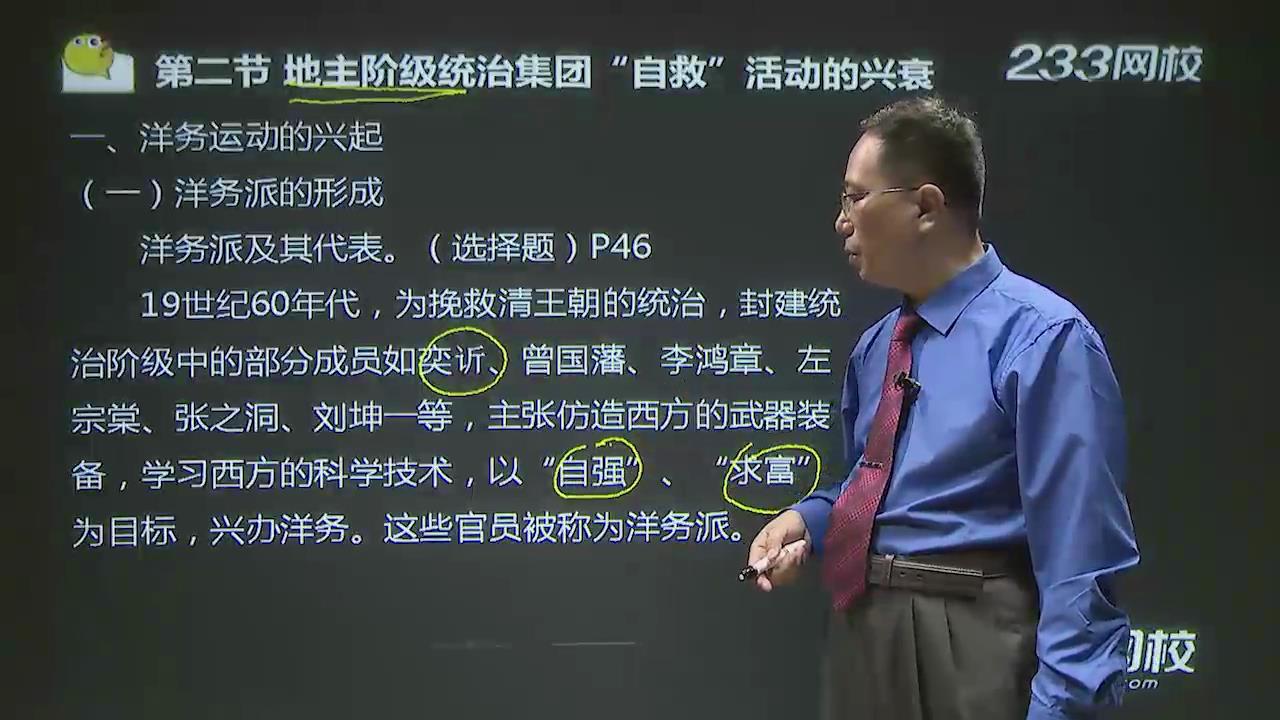 第二节 地主阶级统治集团“自救”活动的兴衰
233网校
一、洋务运动的兴起
（一）洋务派的形成
洋务派及其代表。（选择题）P46
19世纪60年代，为挽救清王朝的统治，封建统
治阶级中的部分成员如奕䜣、曾国藩、李鸿章、左
宗棠、张之洞、刘坤一等，主张仿造西方的武器装
备，学习西方的科学技术，以“自强”、“求富”
为目标，兴办洋务。这些官员被称为洋务派。
网校
om